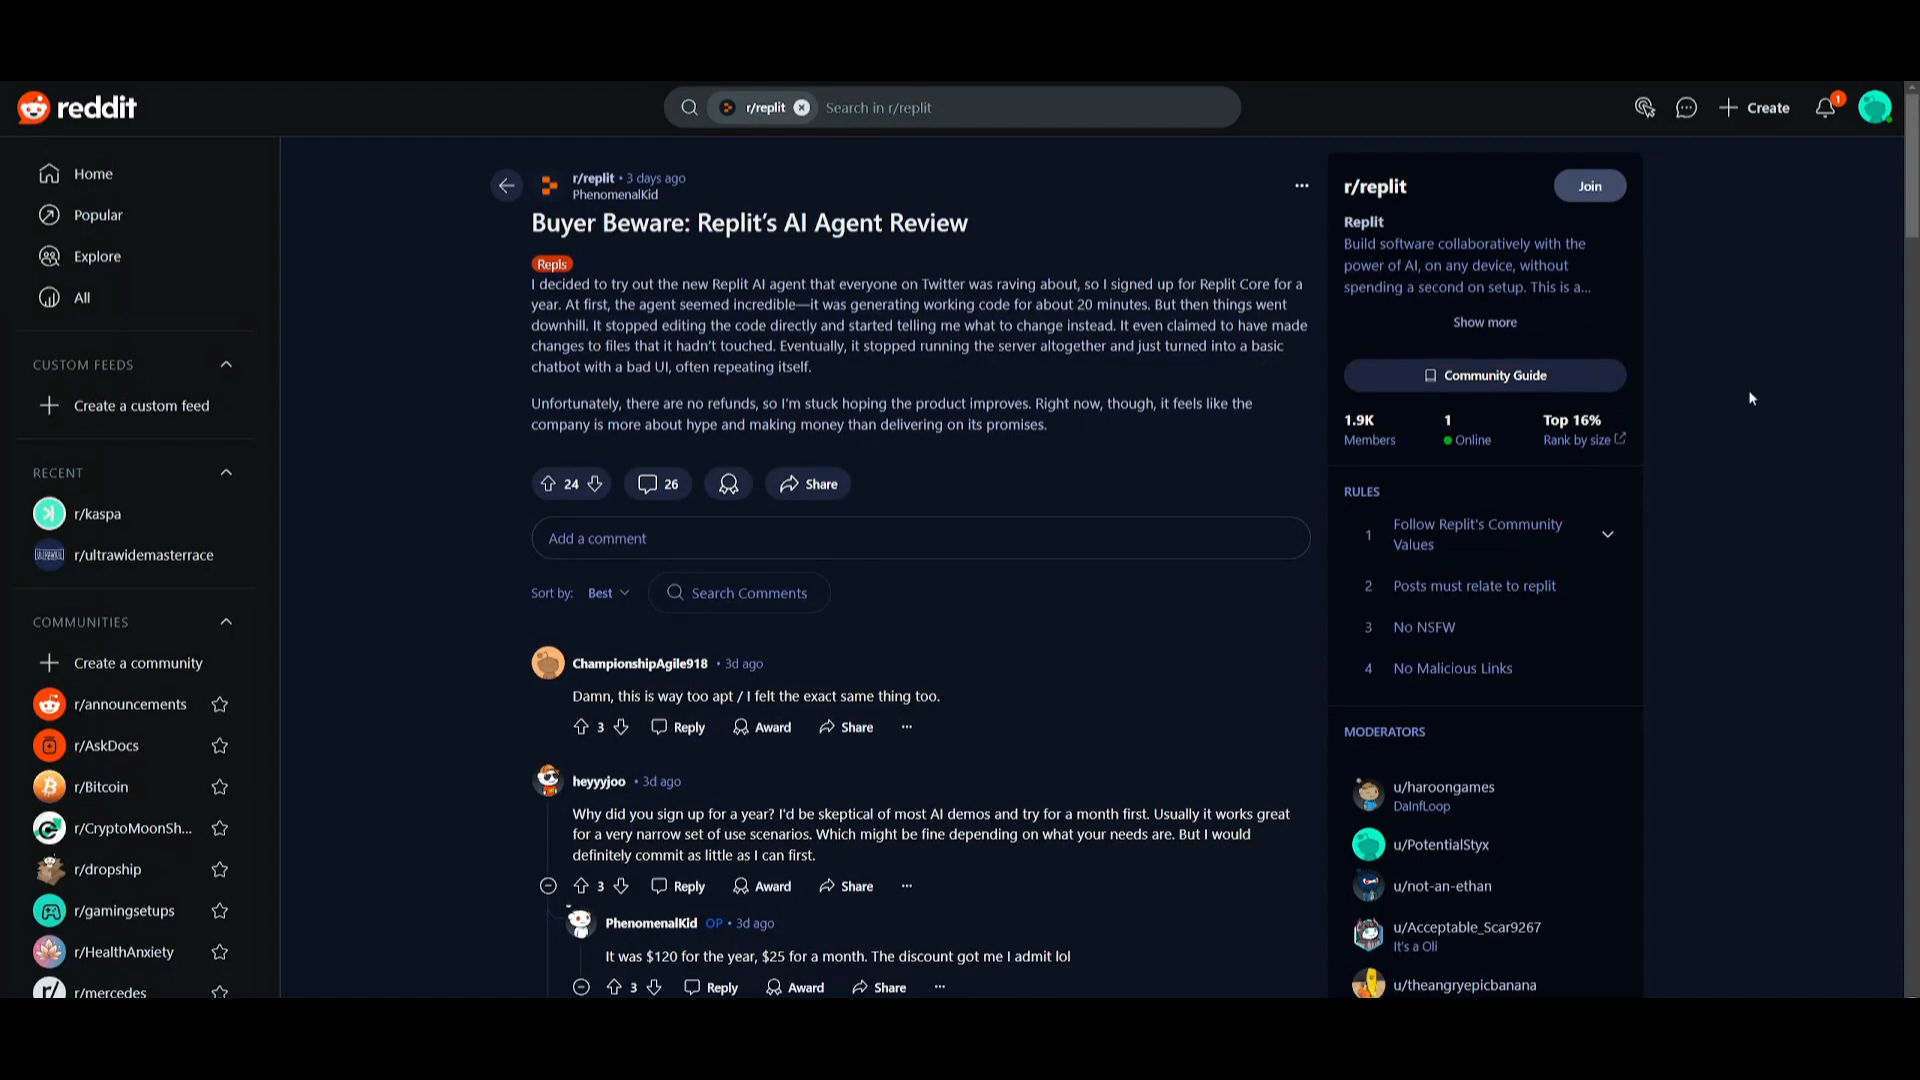 reddit
r/replit
Search in r/replit
Create
1
Home
Popular
Explore
All
CUSTOM FEEDS
Create a custom feed
RECENT
r/kaspa
r/ultrawidemasterrace
COMMUNITIES
Create a community
r/announcements
r/AskDocs
r/Bitcoin
r/CryptoMoonSh...
r/dropship
r/gamingsetups
r/HealthAnxiety
r/mercedes
r/replit • 3 days ago
PhenomenalKid
Buyer Beware: Replit’s AI Agent Review
Repls
I decided to try out the new Replit AI agent that everyone on Twitter was raving about, so I signed up for Replit Core for a
year. At first, the agent seemed incredible—it was generating working code for about 20 minutes. But then things went
downhill. It stopped editing the code directly and started telling me what to change instead. It even claimed to have made
changes to files that it hadn’t touched. Eventually, it stopped running the server altogether and just turned into a basic
chatbot with a bad UI, often repeating itself.
Unfortunately, there are no refunds, so I’m stuck hoping the product improves. Right now, though, it feels like the
company is more about hype and making money than delivering on its promises.
24
26
Share
Add a comment
Sort by: Best
Search Comments
ChampionshipAgile918 • 3d ago
Damn, this is way too apt / I felt the exact same thing too.
3 Reply Award Share
heyyyjoo • 3d ago
Why did you sign up for a year? I'd be skeptical of most AI demos and try for a month first. Usually it works great
for a very narrow set of use scenarios. Which might be fine depending on what your needs are. But I would
definitely commit as little as I can first.
3 Reply Award Share
PhenomenalKid OP • 3d ago
It was $120 for the year, $25 for a month. The discount got me I admit lol
3 Reply Award Share
r/replit
Join
Replit
Build software collaboratively with the
power of AI, on any device, without
spending a second on setup. This is a...
Show more
Community Guide
1.9K 1 Top 16%
Members Online Rank by size
RULES
1 Follow Replit's Community
Values
2 Posts must relate to replit
3 No NSFW
4 No Malicious Links
MODERATORS
u/haroongames
DaInfLoop
u/PotentialStyx
u/not-an-ethan
u/Acceptable_Scar9267
It's a Oli
u/theangryepicbanana